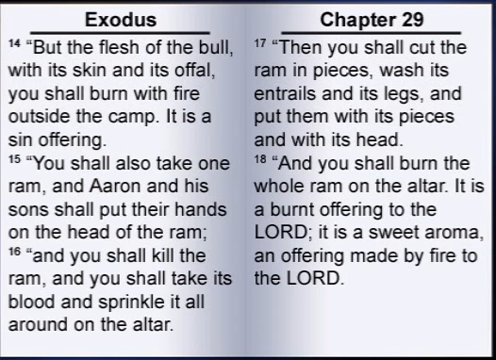 Exodus
14 “But the flesh of the bull,
with its skin and its offal,
you shall burn with fire
outside the camp. It is a
sin offering.
15 “You shall also take one
ram, and Aaron and his
sons shall put their hands
on the head of the ram;
16 “and you shall kill the
ram, and you shall take its
blood and sprinkle it all
around on the altar.
Chapter 29
17 “Then you shall cut the
ram in pieces, wash its
entrails and its legs, and
put them with its pieces
and with its head.
18 “And you shall burn the
whole ram on the altar. It is
a burnt offering to the
LORD; it is a sweet aroma,
an offering made by fire to
the LORD.